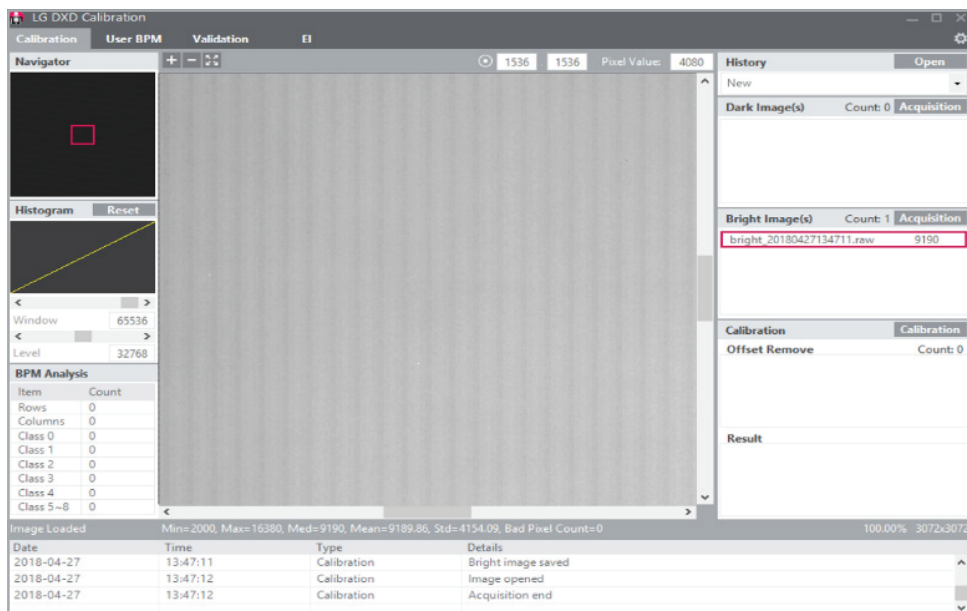 LG DXD Calibration
Calibration User BPM Validation EI
Navigator
1536 1536 Pixel Value: 4080
History Open
New
Dark Image(s) Count: 0 Acquisition
Histogram Reset
Bright Image(s) Count: 1 Acquisition
bright_20180427134711.raw 9190
Window 65536
Level 32768
Calibration Calibration
Offset Remove Count: 0
BPM Analysis
Item Count
Rows 0
Columns 0
Class 0 0
Class 1 0
Class 2 0
Class 3 0
Class 4 0
Class 5~8 0
Result
Image Loaded Min=2000, Max=16380, Med=9190, Mean=9189.86, Std=4154.09, Bad Pixel Count=0 100.00% 3072x3072
Date Time Type Details
2018-04-27 13:47:11 Calibration Bright image saved
2018-04-27 13:47:12 Calibration Image opened
2018-04-27 13:47:12 Calibration Acquisition end